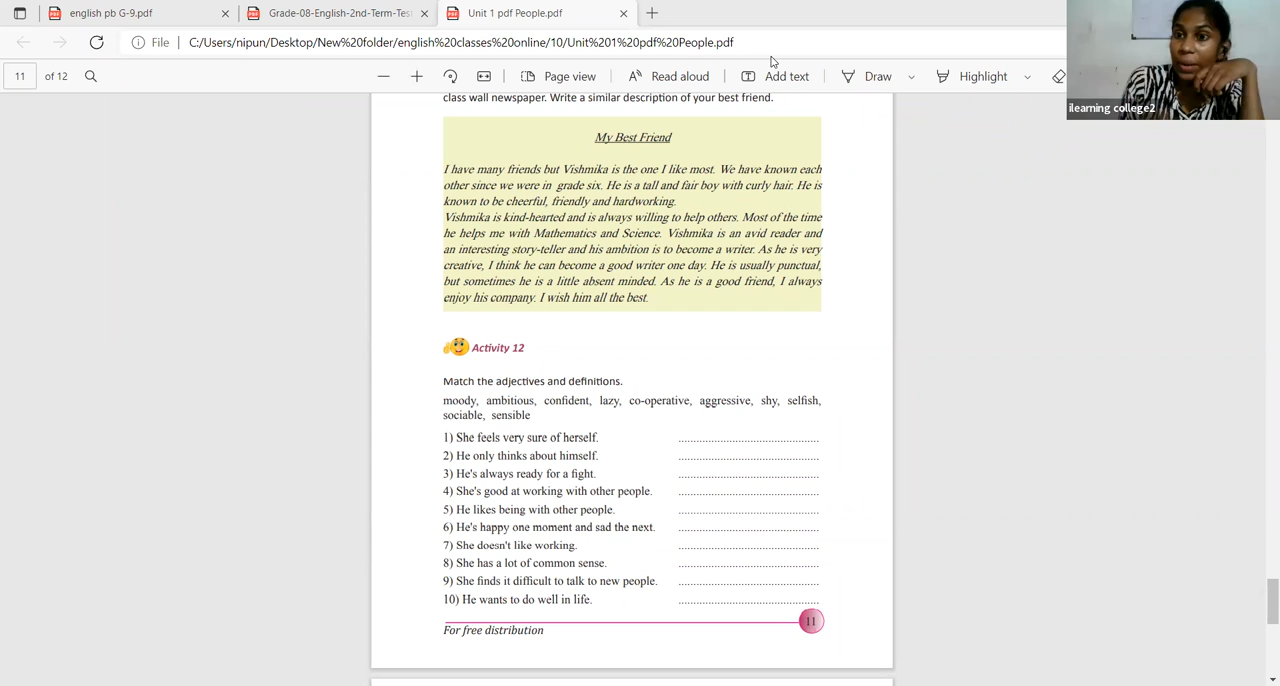 english pb G-9.pdf
Grade-08-English-2nd-Term-Tes
Unit 1 pdf People.pdf
File
C:/Users/nipun/Desktop/New%20folder/english%20classes%20online/10/Unit%201%20pdf%20People.pdf
11 of 12
Page view
Read aloud
Add text
Draw
Highlight
ilearning college2
class wall newspaper. Write a similar description of your best friend.
My Best Friend
I have many friends but Vishmika is the one I like most. We have known each
other since we were in grade six. He is a tall and fair boy with curly hair. He is
known to be cheerful, friendly and hardworking.
Vishmika is kind-hearted and is always willing to help others. Most of the time
he helps me with Mathematics and Science. Vishmika is an avid reader and
an interesting story-teller and his ambition is to become a writer. As he is very
creative, I think he can become a good writer one day. He is usually punctual,
but sometimes he is a little absent minded. As he is a good friend, I always
enjoy his company. I wish him all the best.
Activity 12
Match the adjectives and definitions.
moody, ambitious, confident, lazy, co-operative, aggressive, shy, selfish,
sociable, sensible
1) She feels very sure of herself. ..........................................
2) He only thinks about himself. ..........................................
3) He's always ready for a fight. ..........................................
4) She's good at working with other people. ..........................................
5) He likes being with other people. ..........................................
6) He's happy one moment and sad the next. ..........................................
7) She doesn't like working. ..........................................
8) She has a lot of common sense. ..........................................
9) She finds it difficult to talk to new people. ..........................................
10) He wants to do well in life. ..........................................
11
For free distribution